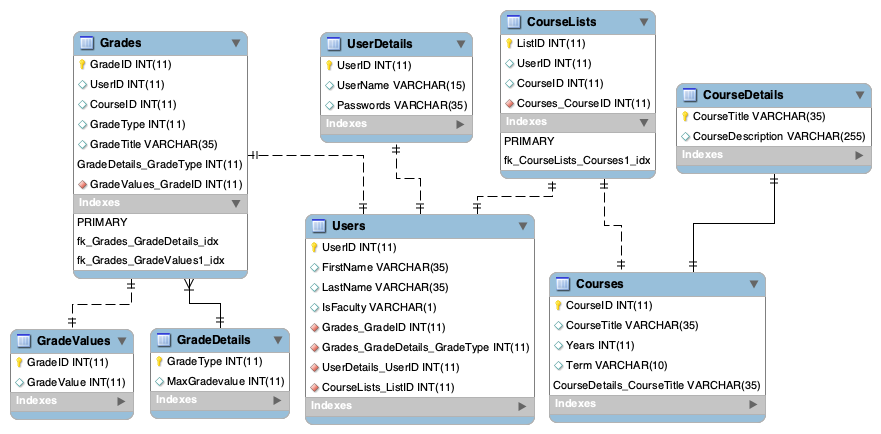 Grades
GradeID INT(11)
UserID INT(11)
CourseID INT(11)
GradeType INT(11)
GradeTitle VARCHAR(35)
GradeDetails_GradeType INT(11)
GradeValues_GradeID INT(11)
Indexes
PRIMARY
fk_Grades_GradeDetails_idx
fk_Grades_GradeValues1_idx
UserDetails
UserID INT(11)
UserName VARCHAR(15)
Passwords VARCHAR(35)
Indexes
CourseLists
ListID INT(11)
UserID INT(11)
CourseID INT(11)
Courses_CourseID INT(11)
Indexes
PRIMARY
fk_CourseLists_Courses1_idx
CourseDetails
CourseTitle VARCHAR(35)
CourseDescription VARCHAR(255)
Indexes
Users
UserID INT(11)
FirstName VARCHAR(35)
LastName VARCHAR(35)
IsFaculty VARCHAR(1)
Grades_GradeID INT(11)
Grades_GradeDetails_GradeType INT(11)
UserDetails_UserID INT(11)
CourseLists_ListID INT(11)
Indexes
Courses
CourseID INT(11)
CourseTitle VARCHAR(35)
Years INT(11)
Term VARCHAR(10)
CourseDetails_CourseTitle VARCHAR(35)
Indexes
GradeValues
GradeID INT(11)
GradeValue INT(11)
Indexes
GradeDetails
GradeType INT(11)
MaxGradevalue INT(11)
Indexes